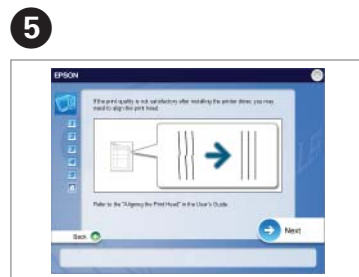 5
EPSON
If the print quality is not satisfactory after installing the printer driver, you may
need to align the print head.
Refer to the "Aligning the Print Head" in the User's Guide.
Back
Next